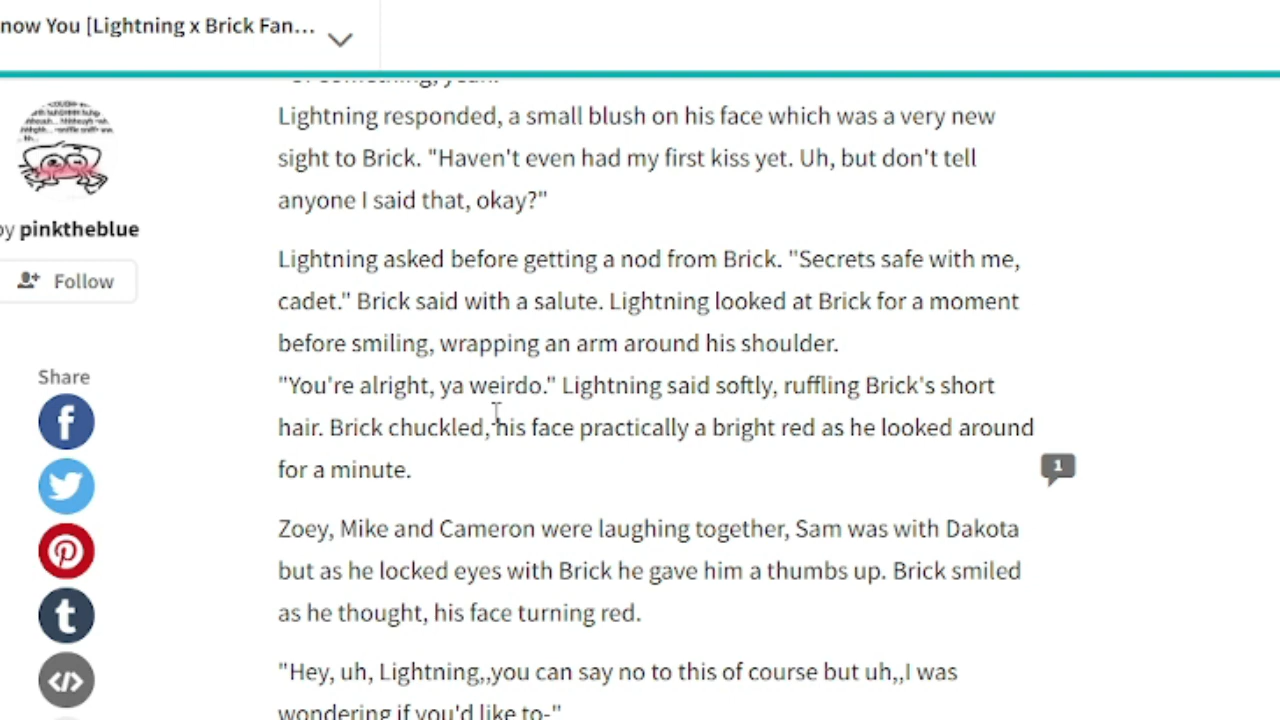 now You [Lightning x Brick Fan...
Lightning responded, a small blush on his face which was a very new
sight to Brick. "Haven't even had my first kiss yet. Uh, but don't tell
anyone I said that, okay?"
by pinktheblue
Follow
Lightning asked before getting a nod from Brick. "Secrets safe with me,
cadet." Brick said with a salute. Lightning looked at Brick for a moment
before smiling, wrapping an arm around his shoulder.
"You're alright, ya weirdo." Lightning said softly, ruffling Brick's short
hair. Brick chuckled, his face practically a bright red as he looked around
for a minute.
1
Share
Zoey, Mike and Cameron were laughing together, Sam was with Dakota
but as he locked eyes with Brick he gave him a thumbs up. Brick smiled
as he thought, his face turning red.
"Hey, uh, Lightning,,you can say no to this of course but uh,,I was
wondering if you'd like to-"